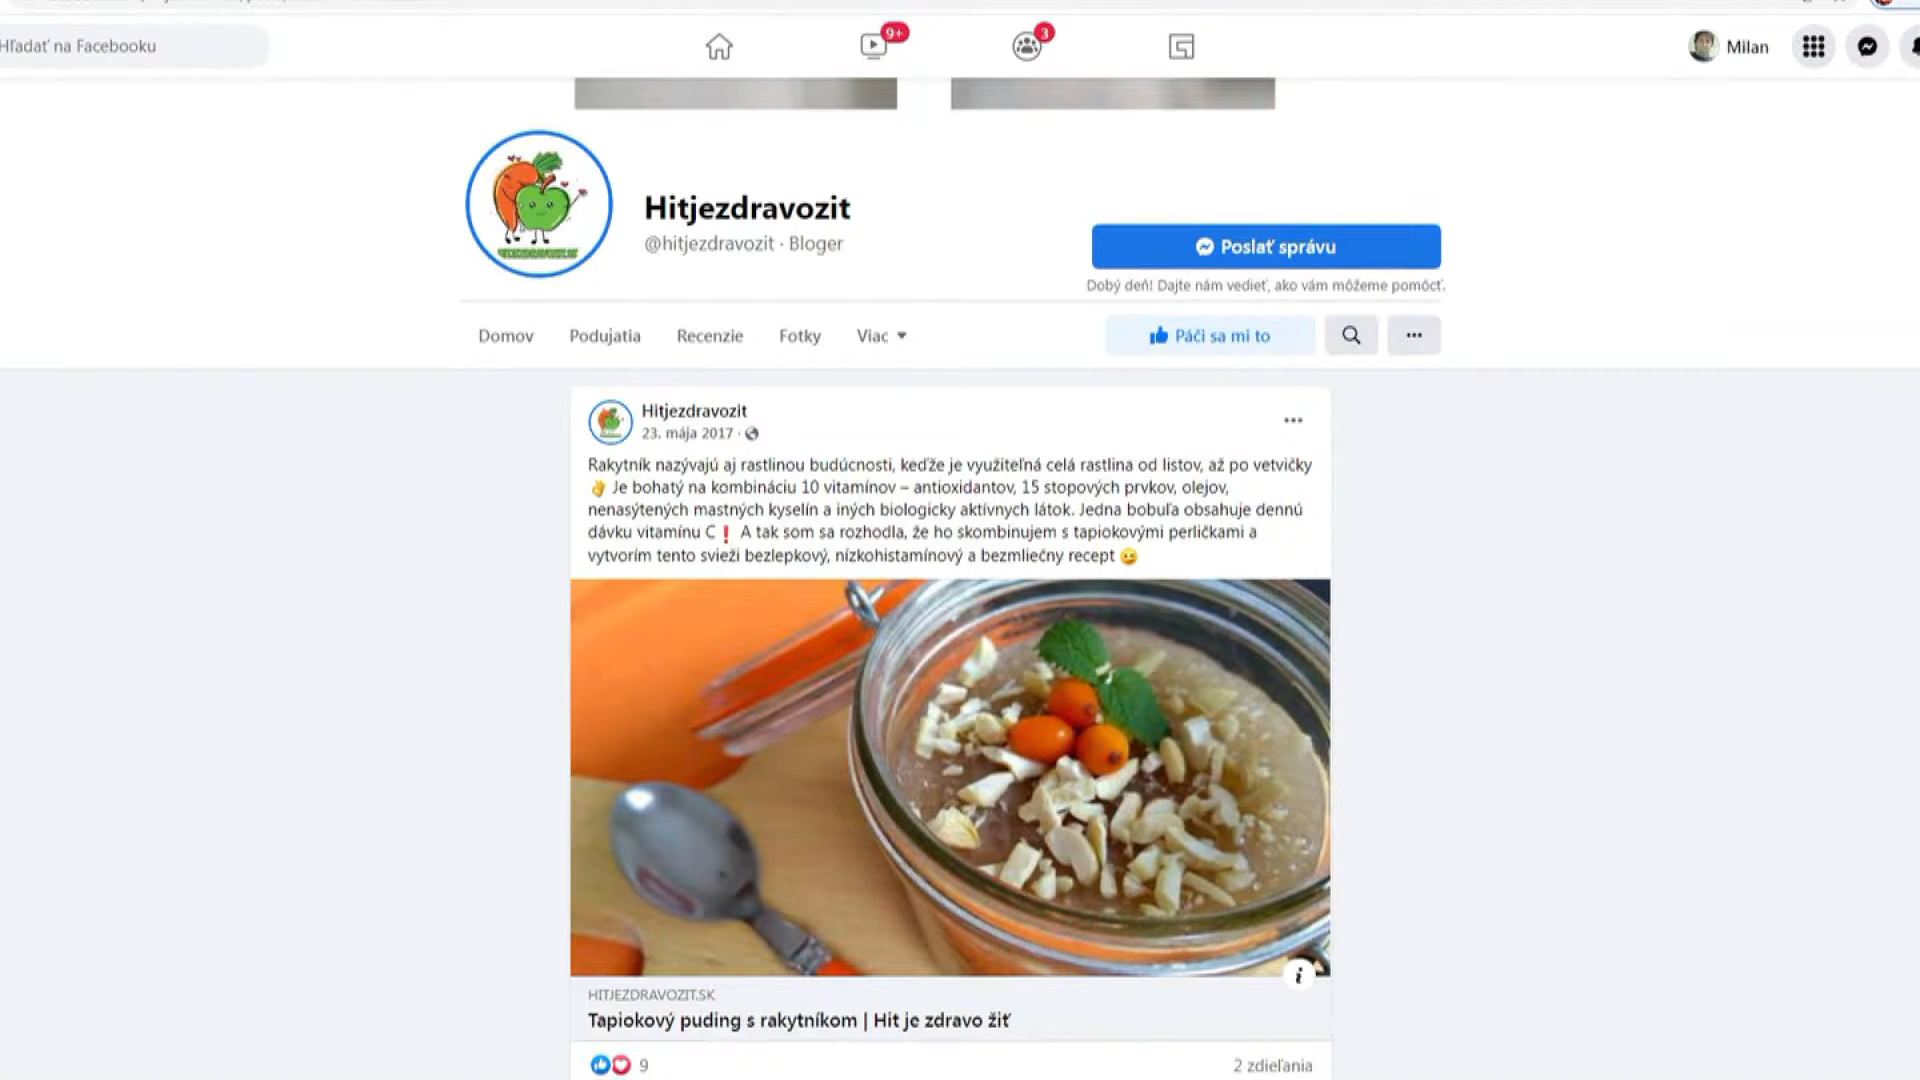 Hľadať na Facebooku
9+
3
Milan
Hitjezdravozit
@hitjezdravozit · Bloger
Poslať správu
Dobý deň! Dajte nám vedieť, ako vám môžeme pomôcť.
Domov
Podujatia
Recenzie
Fotky
Viac
Páči sa mi to
Hitjezdravozit
23. mája 2017 ·
Rakytník nazývajú aj rastlinou budúcnosti, keďže je využiteľná celá rastlina od listov, až po vetvičky
👌 Je bohatý na kombináciu 10 vitamínov – antioxidantov, 15 stopových prvkov, olejov,
nenasýtených mastných kyselín a iných biologicky aktívnych látok. Jedna bobuľa obsahuje dennú
dávku vitamínu C❗ A tak som sa rozhodla, že ho skombinujem s tapiokovými perličkami a
vytvorím tento svieži bezlepkový, nízkohistamínový a bezmliečny recept 😉
HITJEZDRAVOZIT.SK
Tapiokový puding s rakytníkom | Hit je zdravo žiť
9
2 zdieľania